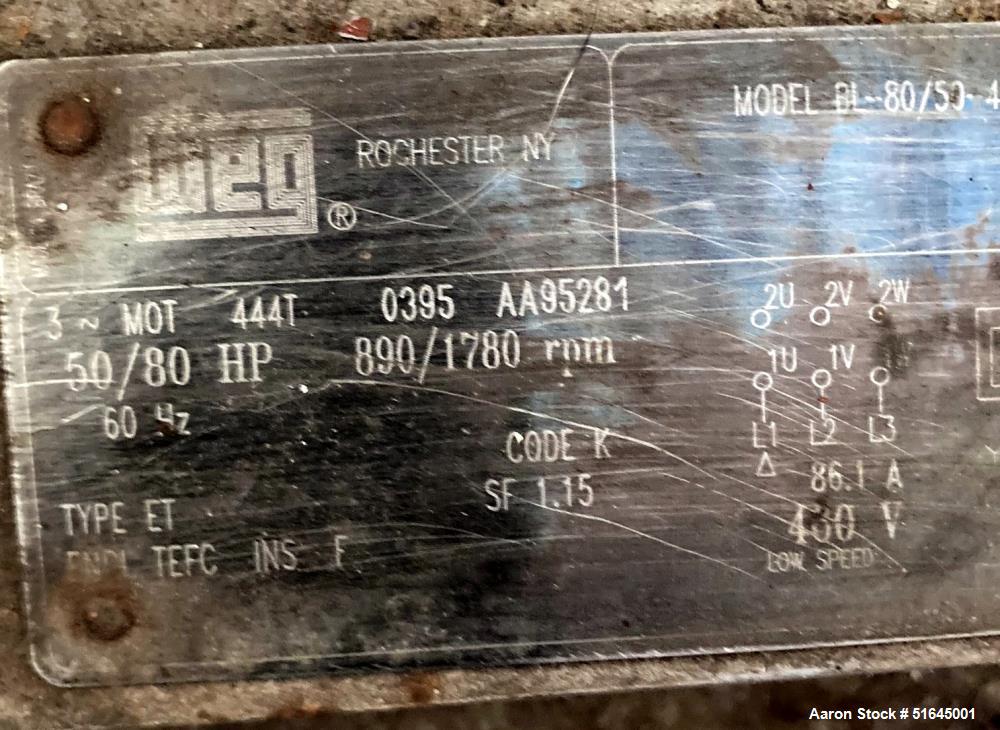 weg ® ROCHESTER NY
MODEL BL-80/50-4
3 ~ MOT 444T 0395 AA95281
50/80 HP 890/1780 rpm
60 Hz
CODE K
SF 1.15
TYPE ET
ENCL TEFC INS F
2U 2V 2W
1U 1V
L1 L2 L3
Δ 86.1 A
460 V
LOW SPEED
Aaron Stock # 51645001